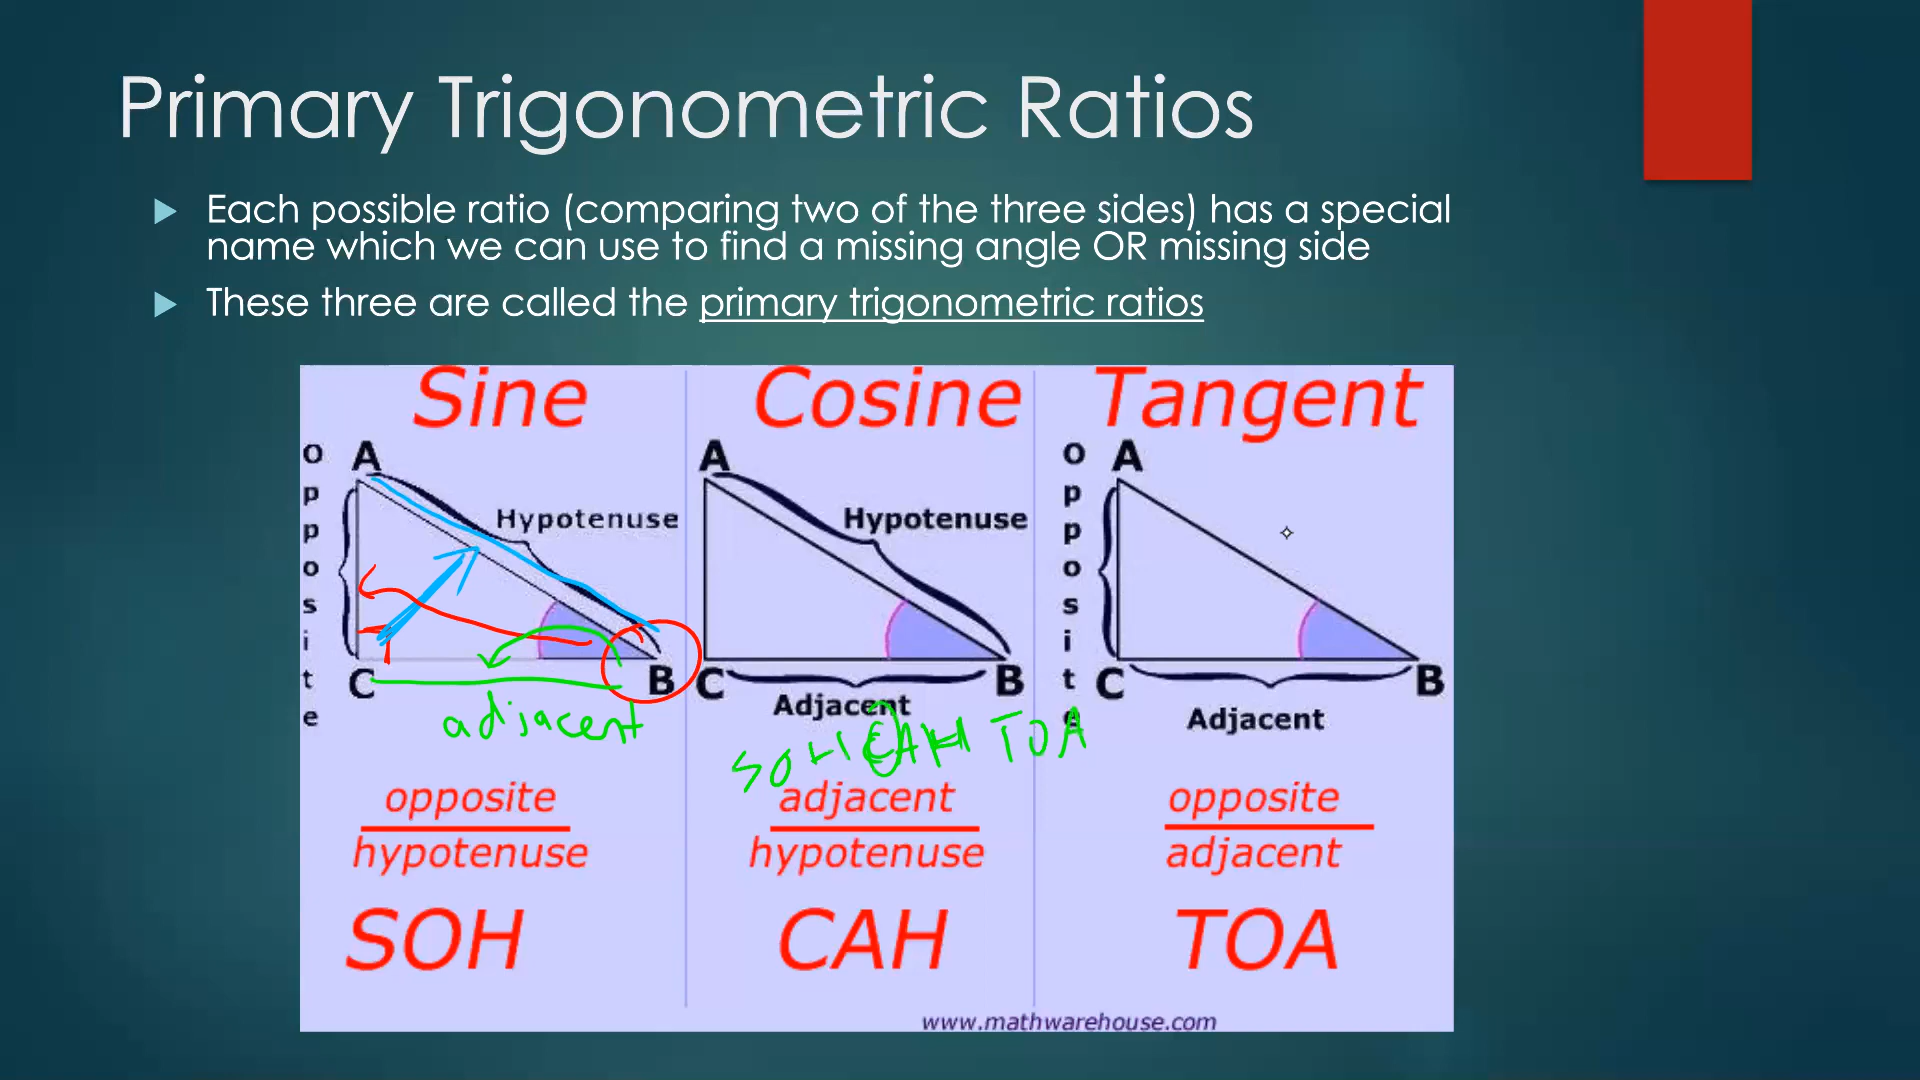 Primary Trigonometric Ratios
Each possible ratio (comparing two of the three sides) has a special
name which we can use to find a missing angle OR missing side
These three are called the primary trigonometric ratios
Sine
opposite
A
Hypotenuse
C
B
adjacent
opposite
hypotenuse
SOH
Cosine
A
Hypotenuse
C
B
Adjacent
SOH CAH TOA
adjacent
hypotenuse
CAH
Tangent
opposite
A
C
B
Adjacent
opposite
adjacent
TOA
www.mathwarehouse.com